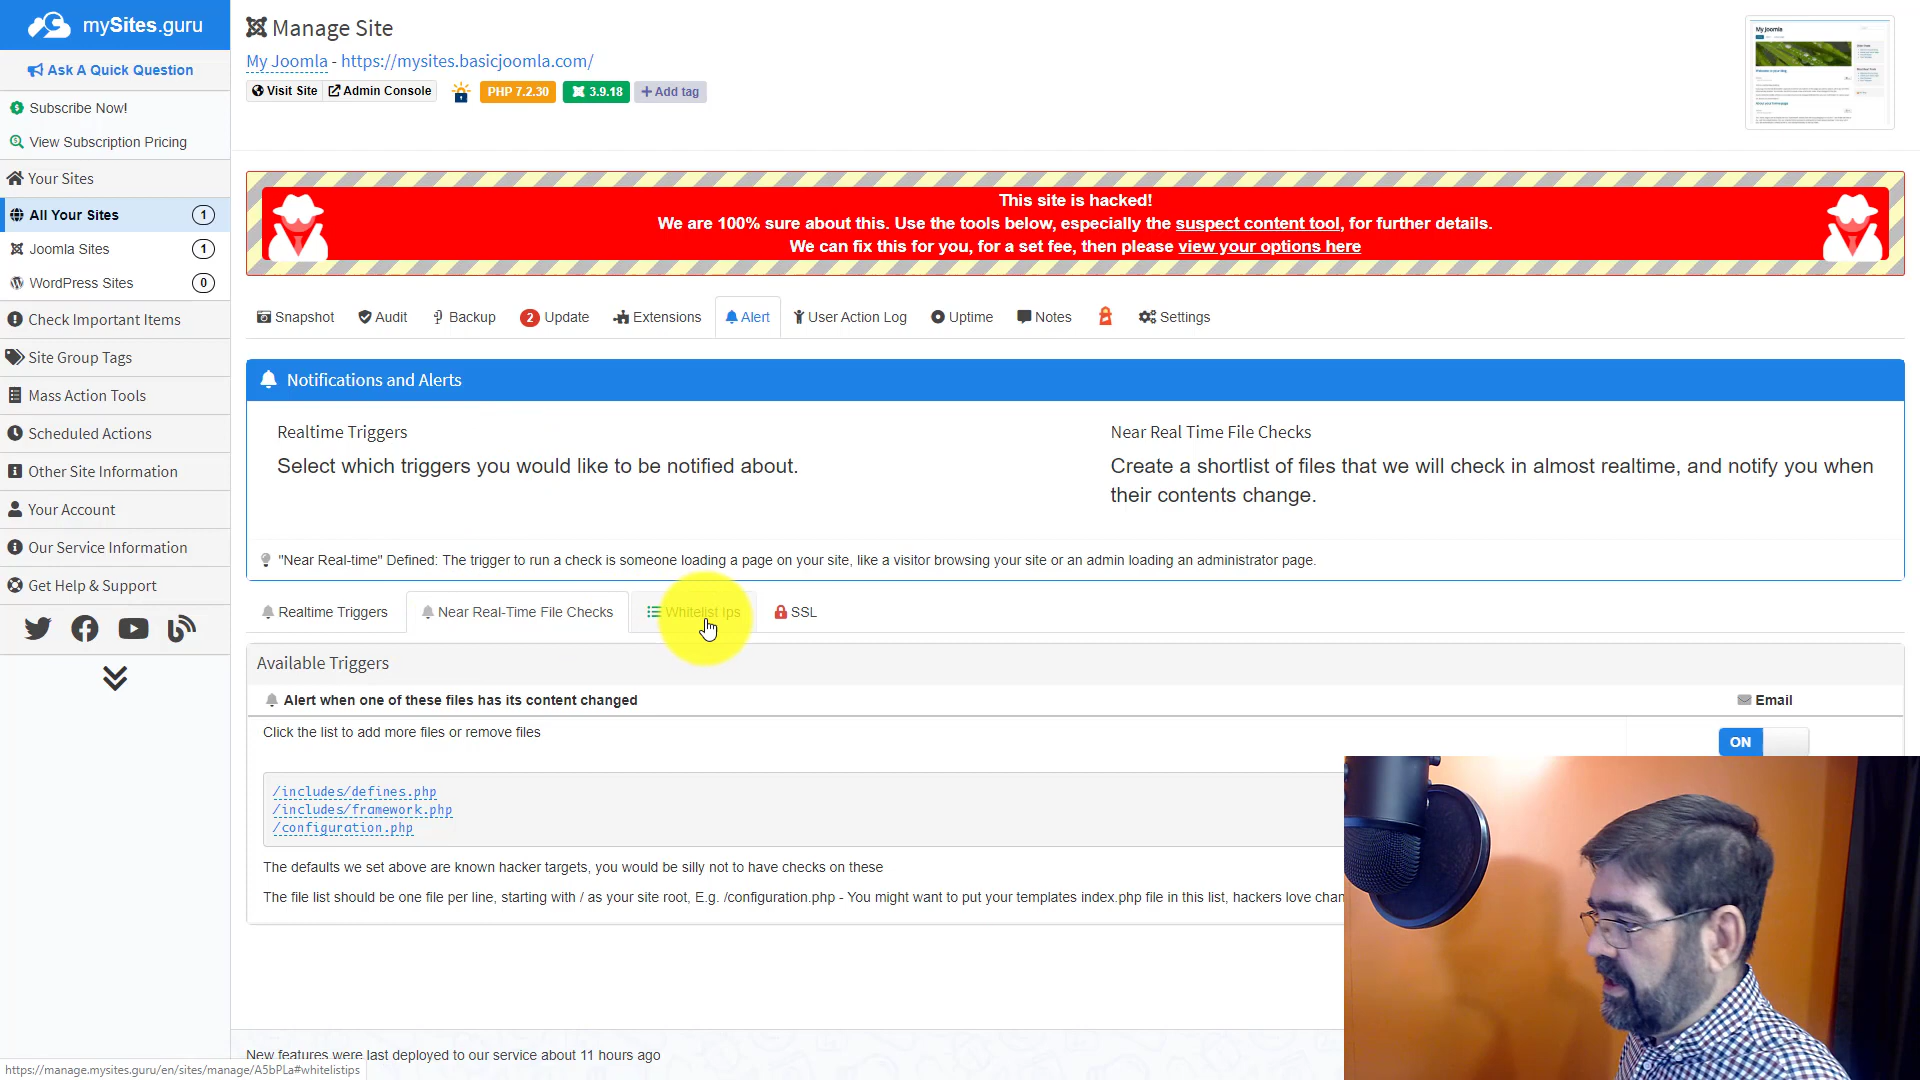 mySites.guru
Ask A Quick Question
Subscribe Now!
View Subscription Pricing
Your Sites
All Your Sites 1
Joomla Sites 1
WordPress Sites 0
Check Important Items
Site Group Tags
Mass Action Tools
Scheduled Actions
Other Site Information
Your Account
Our Service Information
Get Help & Support
Manage Site
My Joomla - https://mysites.basicjoomla.com/
Visit Site Admin Console PHP 7.2.30 3.9.18 + Add tag
My Joomla
This site is hacked!
We are 100% sure about this. Use the tools below, especially the suspect content tool, for further details.
We can fix this for you, for a set fee, then please view your options here
Snapshot Audit Backup 2 Update Extensions Alert User Action Log Uptime Notes Settings
Notifications and Alerts
Realtime Triggers
Select which triggers you would like to be notified about.
Near Real Time File Checks
Create a shortlist of files that we will check in almost realtime, and notify you when
their contents change.
"Near Real-time" Defined: The trigger to run a check is someone loading a page on your site, like a visitor browsing your site or an admin loading an administrator page.
Realtime Triggers Near Real-Time File Checks Whitelist Ips SSL
Available Triggers
Alert when one of these files has its content changed Email
Click the list to add more files or remove files
ON
/includes/defines.php
/includes/framework.php
/configuration.php
The defaults we set above are known hacker targets, you would be silly not to have checks on these
The file list should be one file per line, starting with / as your site root, E.g. /configuration.php - You might want to put your templates index.php file in this list, hackers love chan
New features were last deployed to our service about 11 hours ago
https://manage.mysites.guru/en/sites/manage/A5bPLa#whitelistips